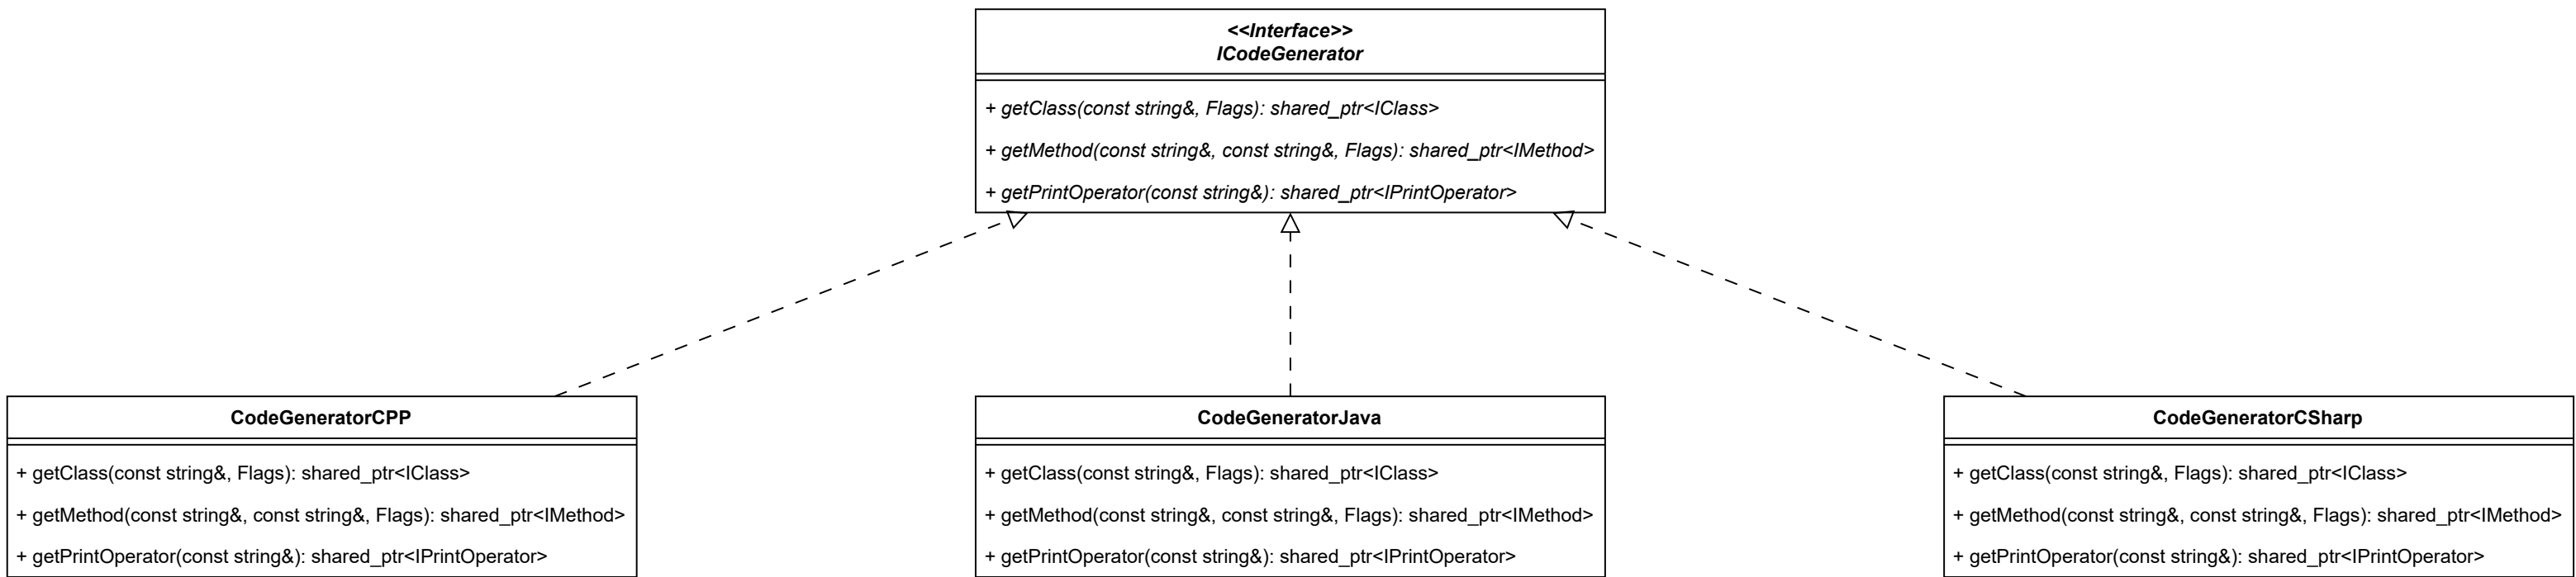 <<Interface>>
ICodeGenerator
+ getClass(const string&, Flags): shared_ptr<IClass>
+ getMethod(const string&, const string&, Flags): shared_ptr<IMethod>
+ getPrintOperator(const string&): shared_ptr<IPrintOperator>
CodeGeneratorCPP
+ getClass(const string&, Flags): shared_ptr<IClass>
+ getMethod(const string&, const string&, Flags): shared_ptr<IMethod>
+ getPrintOperator(const string&): shared_ptr<IPrintOperator>
CodeGeneratorJava
+ getClass(const string&, Flags): shared_ptr<IClass>
+ getMethod(const string&, const string&, Flags): shared_ptr<IMethod>
+ getPrintOperator(const string&): shared_ptr<IPrintOperator>
CodeGeneratorCSharp
+ getClass(const string&, Flags): shared_ptr<IClass>
+ getMethod(const string&, const string&, Flags): shared_ptr<IMethod>
+ getPrintOperator(const string&): shared_ptr<IPrintOperator>